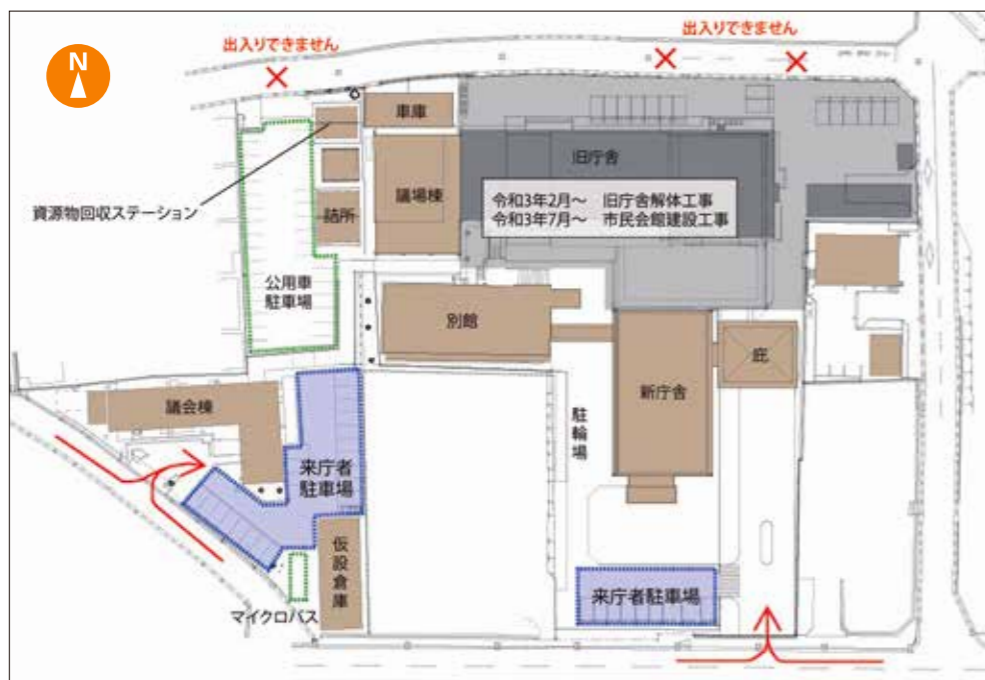 N
出入りできません
出入りできません
車庫
旧庁舎
議場棟
令和3年2月～　旧庁舎解体工事
令和3年7月～　市民会館建設工事
資源物回収ステーション
詰所
公用車
駐車場
別館
庇
新庁舎
議会棟
駐輪場
来庁者
駐車場
仮設倉庫
来庁者駐車場
マイクロバス